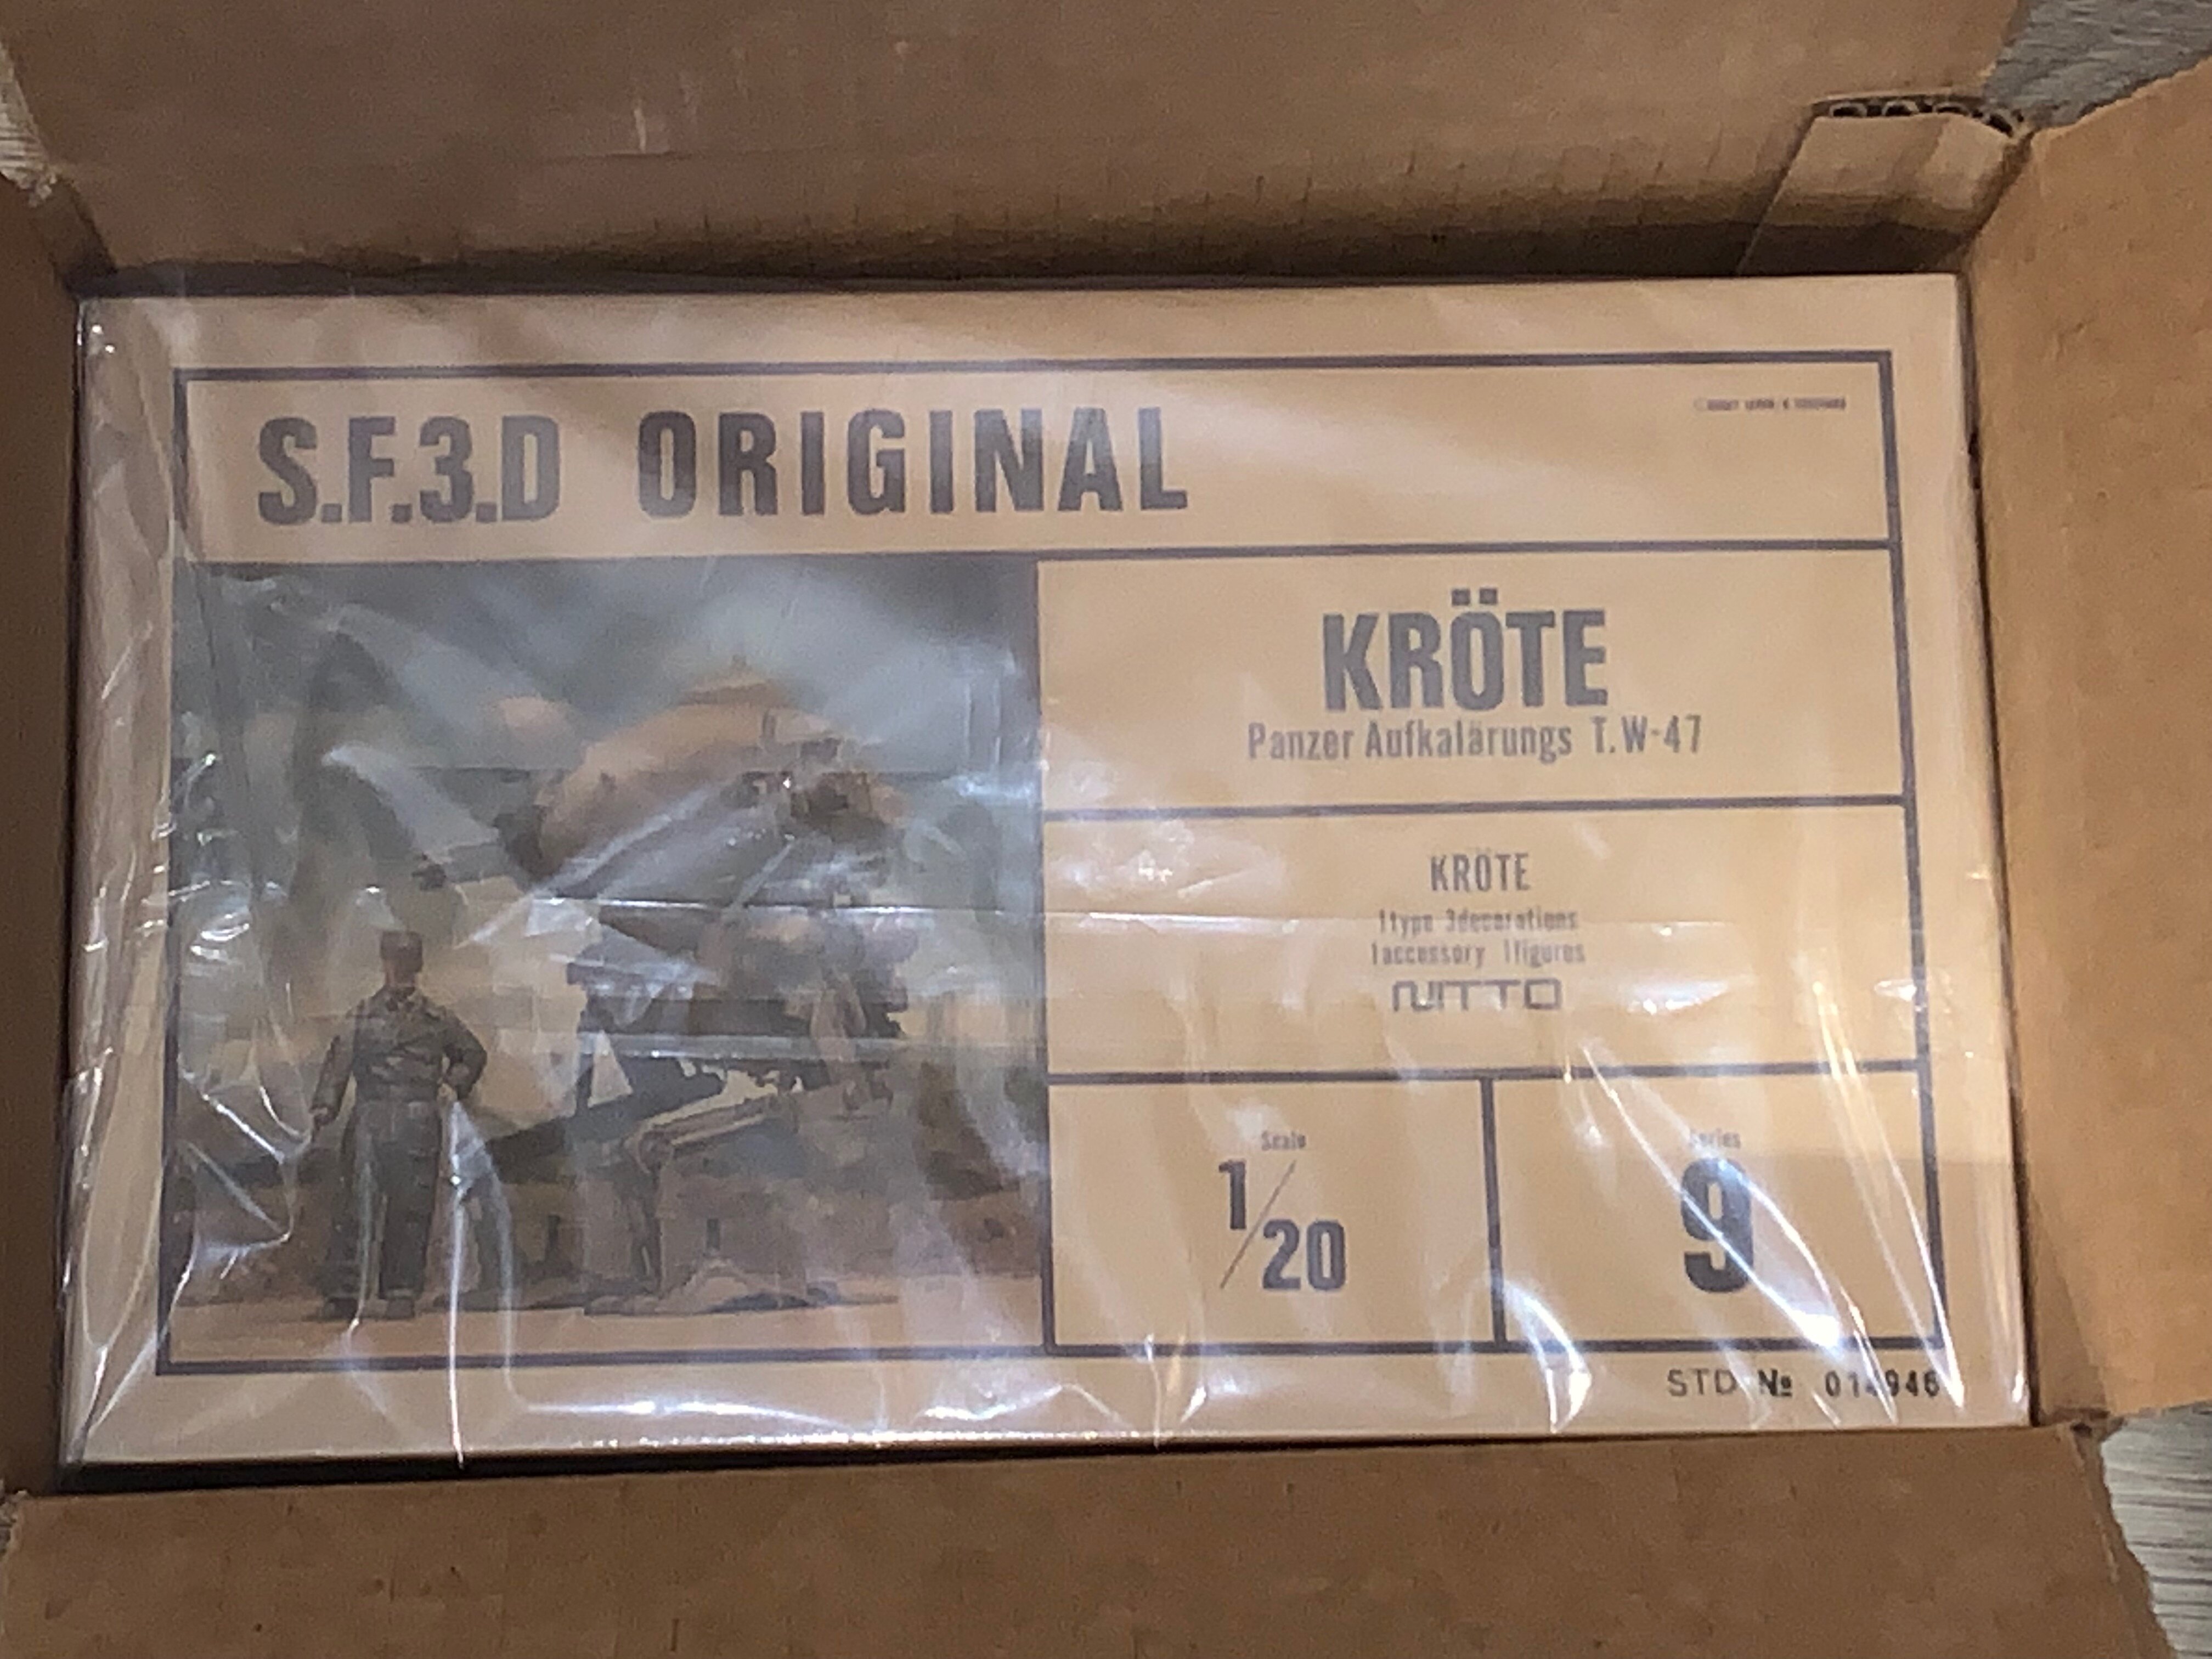 S.F.3.D ORIGINAL
KRÖTE
Panzer Aufkalärungs T.W-47
KRÖTE
1type 3decorations
1accessory 1figures
NITTO
Scale
1/20
Series
9
STD №